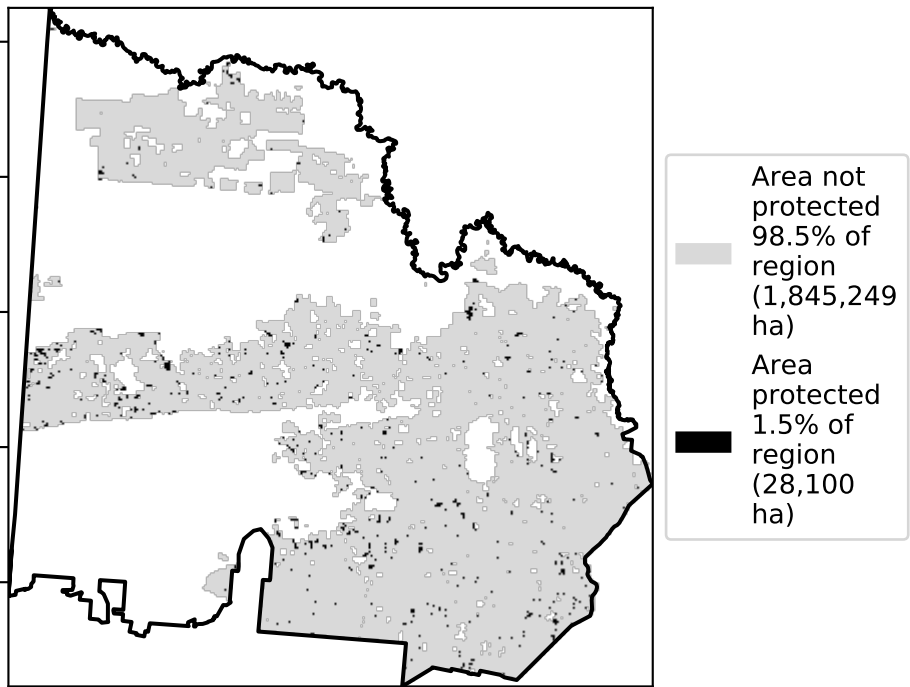 Area not
protected
98.5% of
region
(1,845,249
ha)
Area
protected
1.5% of
region
(28,100
ha)